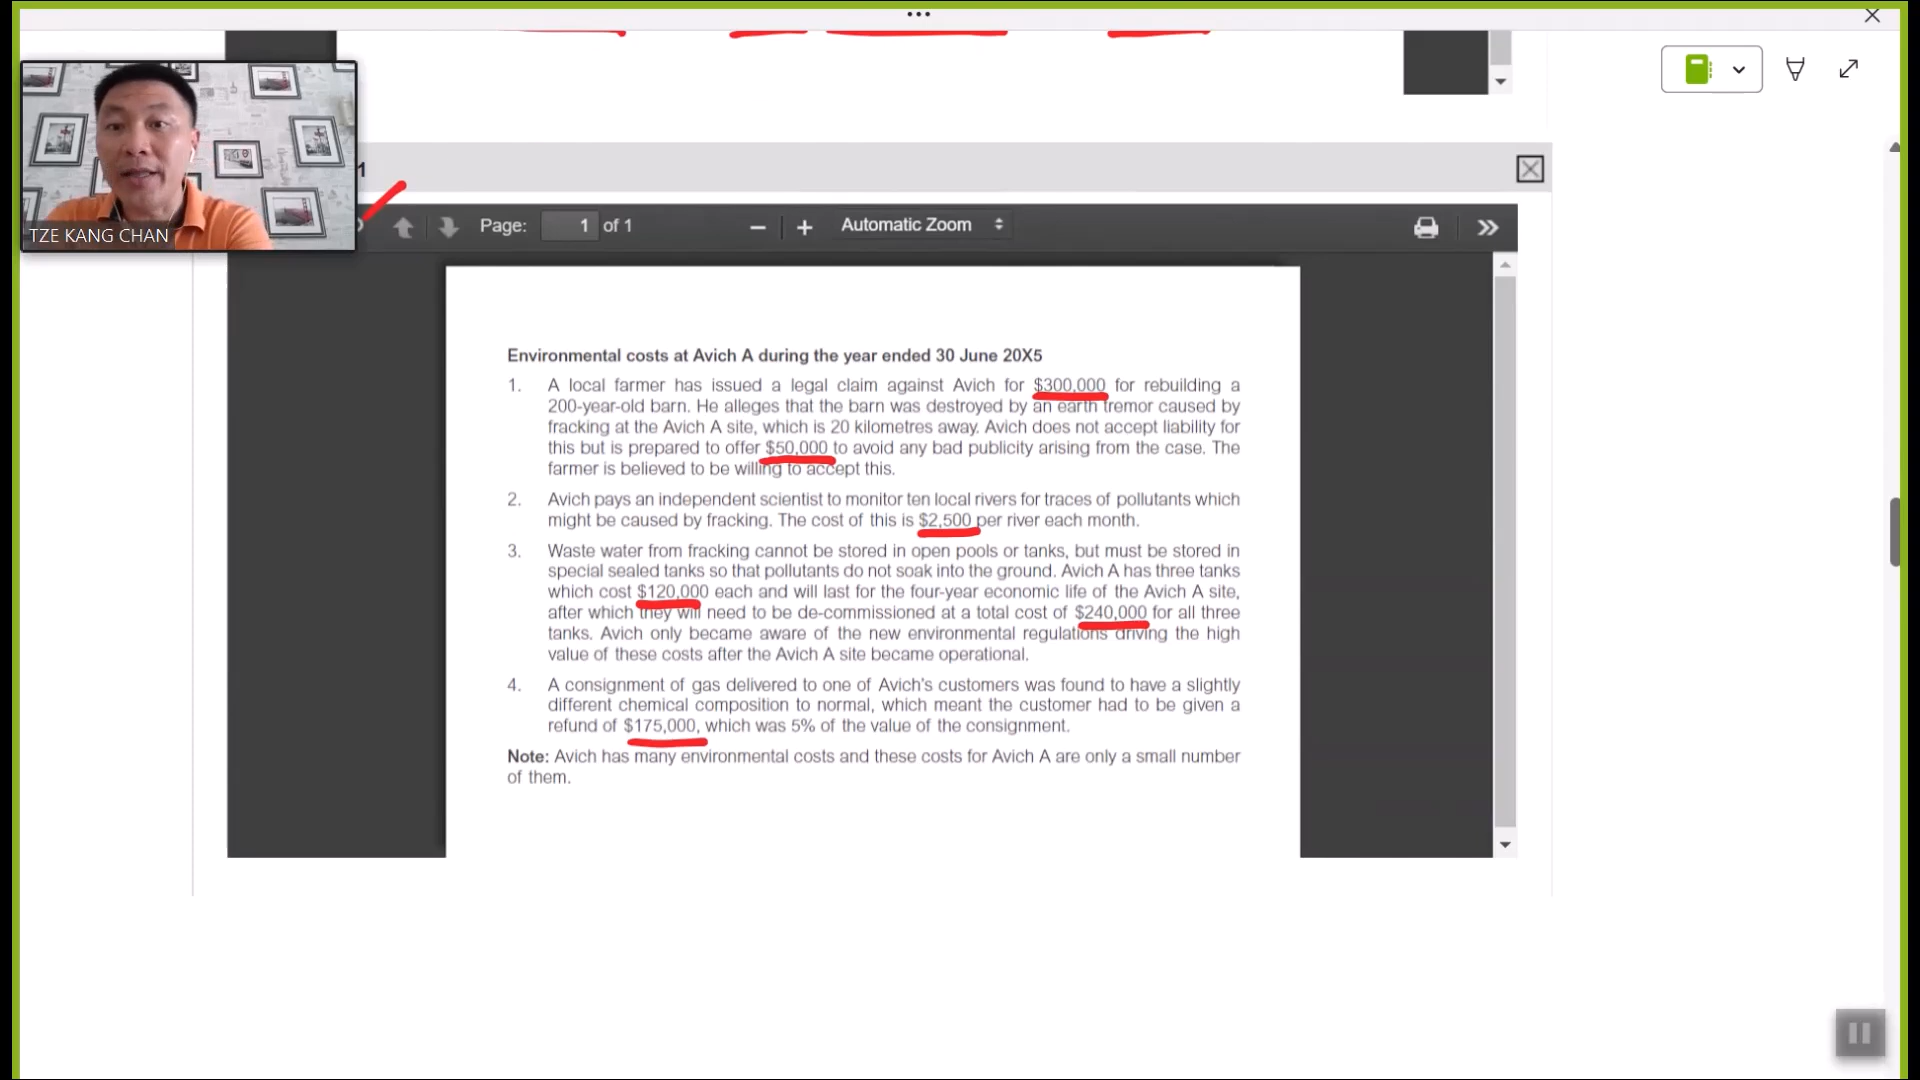 TZE KANG CHAN
Page: 1 of 1
Automatic Zoom
Environmental costs at Avich A during the year ended 30 June 20X5
1. A local farmer has issued a legal claim against Avich for $300,000 for rebuilding a
200-year-old barn. He alleges that the barn was destroyed by an earth tremor caused by
fracking at the Avich A site, which is 20 kilometres away. Avich does not accept liability for
this but is prepared to offer $50,000 to avoid any bad publicity arising from the case. The
farmer is believed to be willing to accept this.
2. Avich pays an independent scientist to monitor ten local rivers for traces of pollutants which
might be caused by fracking. The cost of this is $2,500 per river each month.
3. Waste water from fracking cannot be stored in open pools or tanks, but must be stored in
special sealed tanks so that pollutants do not soak into the ground. Avich A has three tanks
which cost $120,000 each and will last for the four-year economic life of the Avich A site,
after which they will need to be de-commissioned at a total cost of $240,000 for all three
tanks. Avich only became aware of the new environmental regulations driving the high
value of these costs after the Avich A site became operational.
4. A consignment of gas delivered to one of Avich's customers was found to have a slightly
different chemical composition to normal, which meant the customer had to be given a
refund of $175,000, which was 5% of the value of the consignment.
Note: Avich has many environmental costs and these costs for Avich A are only a small number
of them.